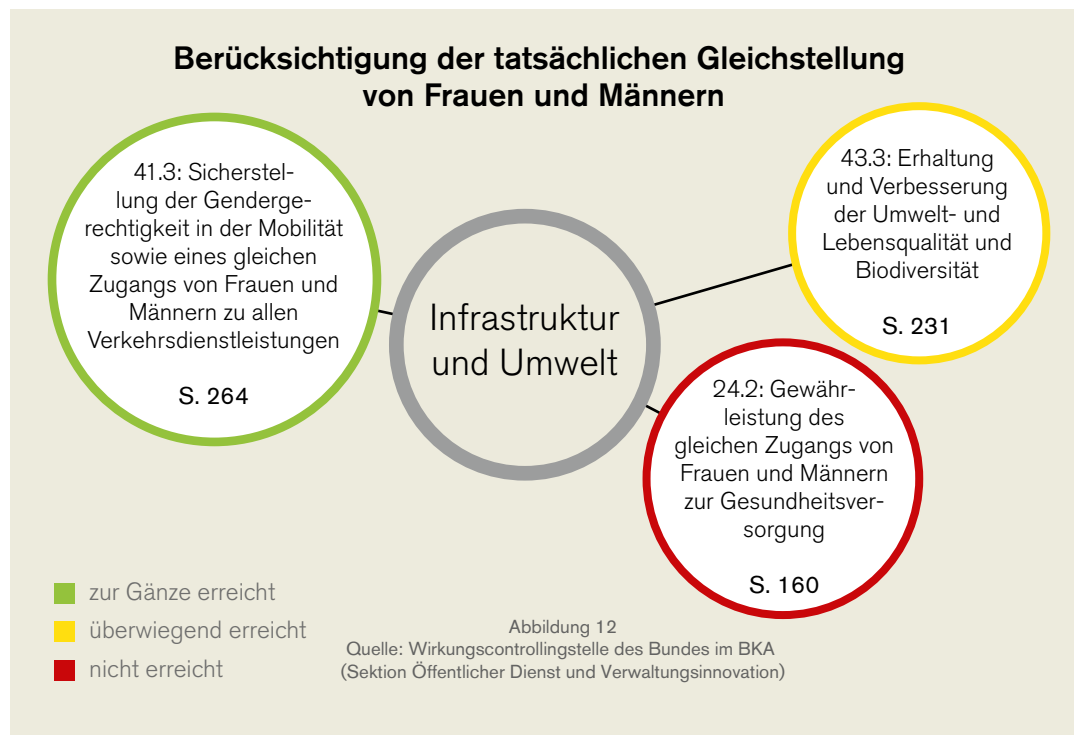 Berücksichtigung der tatsächlichen Gleichstellung
von Frauen und Männern
41.3: Sicherstel-
lung der Genderge-
rechtigkeit in der Mobilität
sowie eines gleichen
Zugangs von Frauen und
Männern zu allen
Verkehrsdienstleistungen
S. 264
Infrastruktur
und Umwelt
43.3: Erhaltung
und Verbesserung
der Umwelt- und
Lebensqualität und
Biodiversität
S. 231
24.2: Gewähr-
leistung des
gleichen Zugangs von
Frauen und Männern
zur Gesundheitsver-
sorgung
S. 160
zur Gänze erreicht
überwiegend erreicht
nicht erreicht
Abbildung 12
Quelle: Wirkungscontrollingstelle des Bundes im BKA
(Sektion Öffentlicher Dienst und Verwaltungsinnovation)